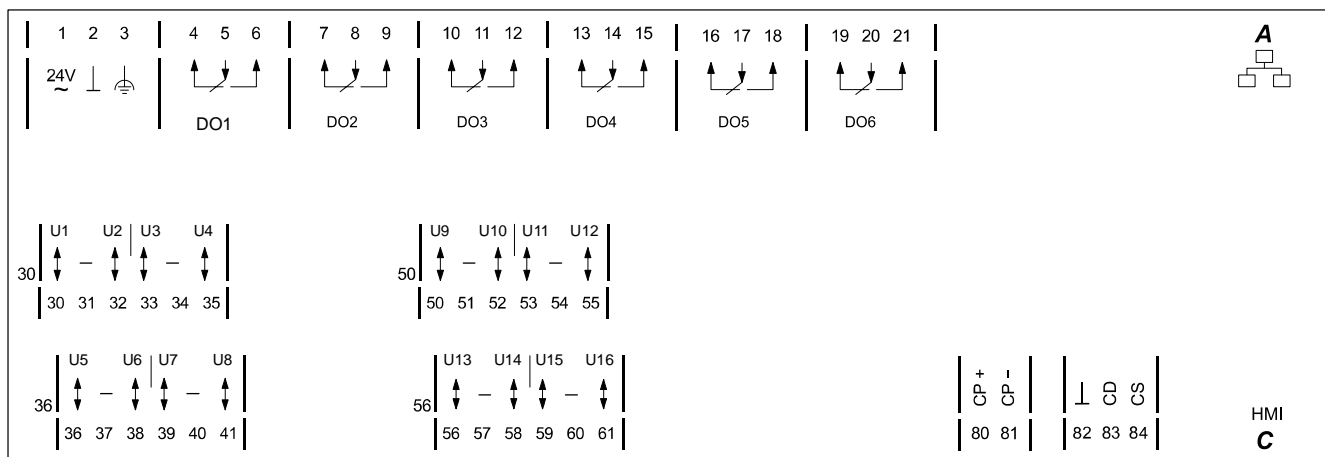 1 2 3 4 5 6 7 8 9 10 11 12 13 14 15 16 17 18 19 20 21 A
24V ~
DO1 DO2 DO3 DO4 DO5 DO6
U1 U2 U3 U4 U9 U10 U11 U12
30 50
30 31 32 33 34 35 50 51 52 53 54 55
U5 U6 U7 U8 U13 U14 U15 U16
CP + CP – CD CS
36 56
HMI
36 37 38 39 40 41 56 57 58 59 60 61 80 81 82 83 84
C